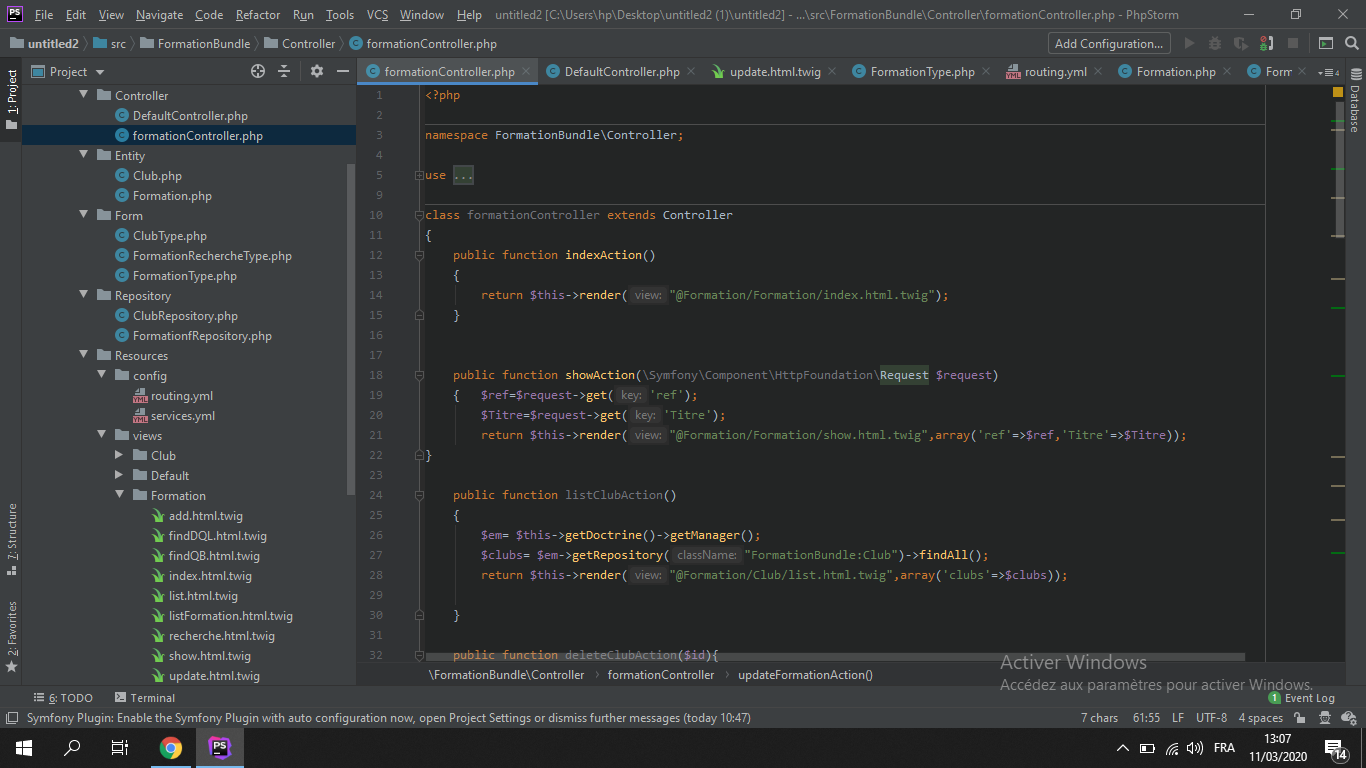 File Edit View Navigate Code Refactor Run Tools VCS Window Help untitled2 [C:\Users\hp\Desktop\untitled2 (1)\untitled2] - ...\src\FormationBundle\Controller\formationController.php - PhpStorm
untitled2 src FormationBundle Controller formationController.php Add Configuration...
1: Project
Project
formationController.php DefaultController.php update.html.twig FormationType.php routing.yml Formation.php Form 4
Database
Controller
DefaultController.php
formationController.php
Entity
Club.php
Formation.php
Form
ClubType.php
FormationRechercheType.php
FormationType.php
Repository
ClubRepository.php
FormationfRepository.php
Resources
config
routing.yml
services.yml
views
Club
Default
Formation
add.html.twig
findDQL.html.twig
findQB.html.twig
index.html.twig
list.html.twig
listFormation.html.twig
recherche.html.twig
show.html.twig
update.html.twig
7: Structure
2: Favorites
1 <?php
2
3 namespace FormationBundle\Controller;
4
5 use ...
9
10 class formationController extends Controller
11 {
12 public function indexAction()
13 {
14 return $this->render( view: "@Formation/Formation/index.html.twig");
15 }
16
17
18 public function showAction(\Symfony\Component\HttpFoundation\Request $request)
19 { $ref=$request->get( key: 'ref');
20 $Titre=$request->get( key: 'Titre');
21 return $this->render( view: "@Formation/Formation/show.html.twig",array('ref'=>$ref,'Titre'=>$Titre));
22 }
23
24 public function listClubAction()
25 {
26 $em= $this->getDoctrine()->getManager();
27 $clubs= $em->getRepository( className: "FormationBundle:Club")->findAll();
28 return $this->render( view: "@Formation/Club/list.html.twig",array('clubs'=>$clubs));
29
30 }
31
32 public function deleteClubAction($id){
\FormationBundle\Controller formationController updateFormationAction()
Activer Windows
Accédez aux paramètres pour activer Windows.
6: TODO Terminal 1 Event Log
Symfony Plugin: Enable the Symfony Plugin with auto configuration now, open Project Settings or dismiss further messages (today 10:47) 7 chars 61:55 LF UTF-8 4 spaces
PS FRA 13:07
11/03/2020 14